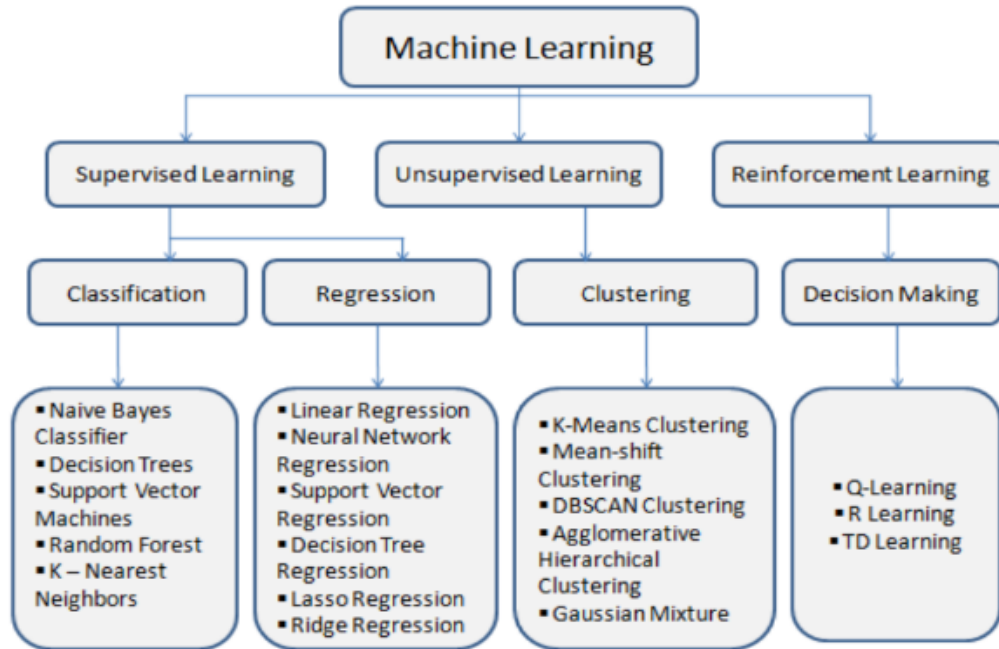 Machine Learning
Supervised Learning
Unsupervised Learning
Reinforcement Learning
Classification
Regression
Clustering
Decision Making
▪ Naive Bayes
Classifier
▪ Decision Trees
▪ Support Vector
Machines
▪ Random Forest
▪ K – Nearest
Neighbors
▪ Linear Regression
▪ Neural Network
Regression
▪ Support Vector
Regression
▪ Decision Tree
Regression
▪ Lasso Regression
▪ Ridge Regression
▪ K-Means Clustering
▪ Mean-shift
Clustering
▪ DBSCAN Clustering
▪ Agglomerative
Hierarchical
Clustering
▪ Gaussian Mixture
▪ Q-Learning
▪ R Learning
▪ TD Learning